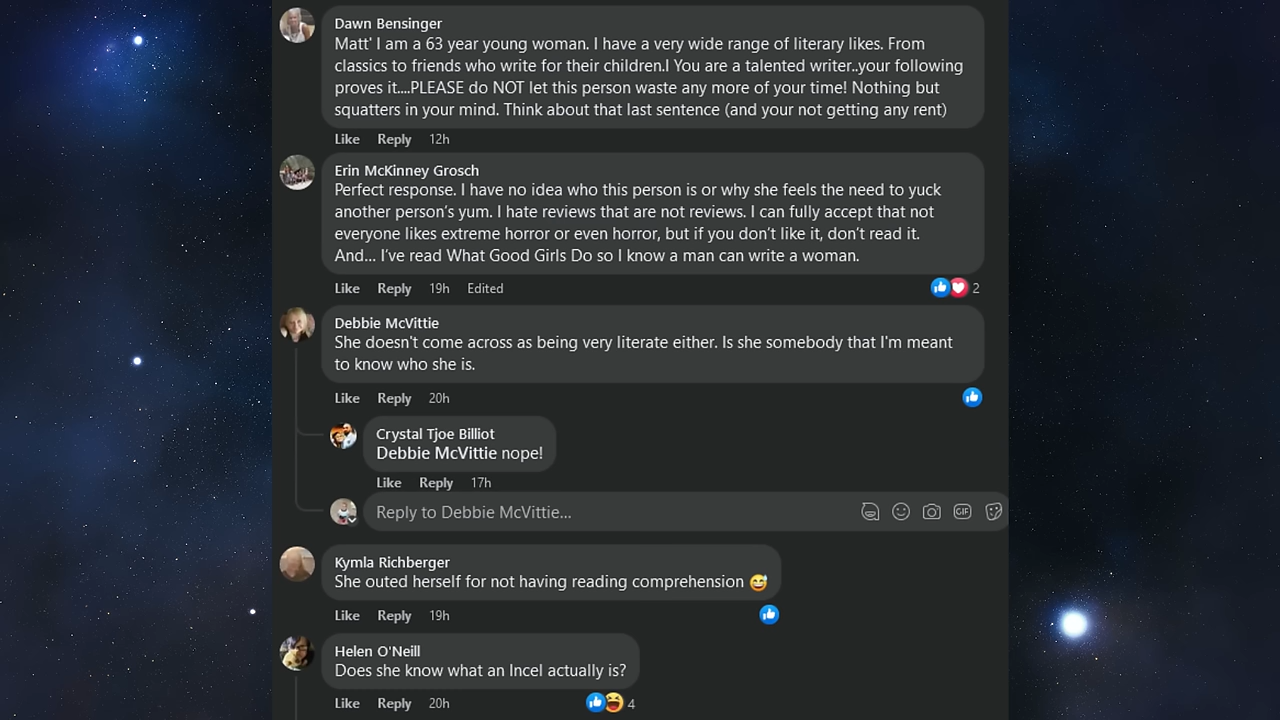 Dawn Bensinger
Matt' I am a 63 year young woman. I have a very wide range of literary likes. From
classics to friends who write for their children.I You are a talented writer..your following
proves it....PLEASE do NOT let this person waste any more of your time! Nothing but
squatters in your mind. Think about that last sentence (and your not getting any rent)
Like Reply 12h
Erin McKinney Grosch
Perfect response. I have no idea who this person is or why she feels the need to yuck
another person's yum. I hate reviews that are not reviews. I can fully accept that not
everyone likes extreme horror or even horror, but if you don't like it, don't read it.
And... I've read What Good Girls Do so I know a man can write a woman.
Like Reply 19h Edited 2
Debbie McVittie
She doesn't come across as being very literate either. Is she somebody that I'm meant
to know who she is.
Like Reply 20h
Crystal Tjoe Billiot
Debbie McVittie nope!
Like Reply 17h
Reply to Debbie McVittie... GIF
Kymla Richberger
She outed herself for not having reading comprehension 😅
Like Reply 19h
Helen O'Neill
Does she know what an Incel actually is?
Like Reply 20h 4